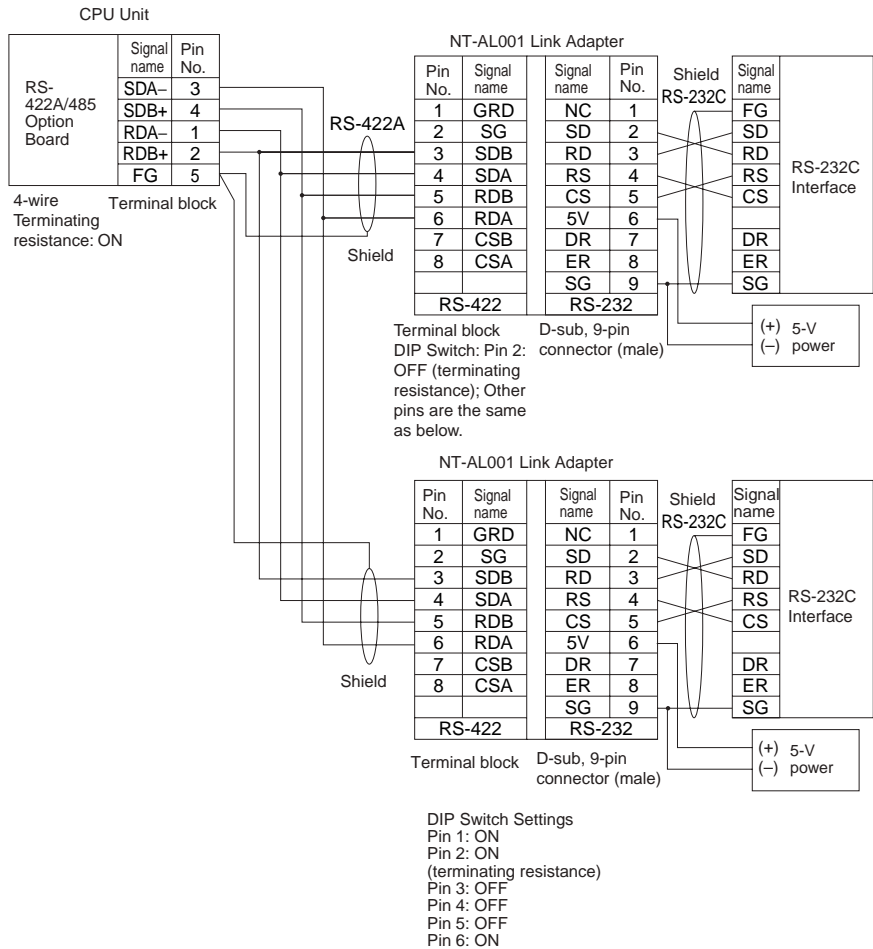 CPU Unit
RS-422A/485 Option Board
Signal name Pin No.
SDA− 3
SDB+ 4
RDA− 1
RDB+ 2
FG 5
4-wire
Terminating
resistance: ON
Terminal block
RS-422A
Shield
NT-AL001 Link Adapter
Pin No. Signal name Signal name Pin No.
1 GRD NC 1
2 SG SD 2
3 SDB RD 3
4 SDA RS 4
5 RDB CS 5
6 RDA 5V 6
7 CSB DR 7
8 CSA ER 8
SG 9
RS-422 RS-232
Shield
RS-232C
Signal name
FG
SD
RD
RS
CS
DR
ER
SG
RS-232C
Interface
(+) 5-V
(−) power
Terminal block
DIP Switch: Pin 2:
OFF (terminating
resistance); Other
pins are the same
as below.
D-sub, 9-pin
connector (male)
NT-AL001 Link Adapter
Pin No. Signal name Signal name Pin No.
1 GRD NC 1
2 SG SD 2
3 SDB RD 3
4 SDA RS 4
5 RDB CS 5
6 RDA 5V 6
7 CSB DR 7
8 CSA ER 8
SG 9
RS-422 RS-232
Shield
Shield
RS-232C
Signal name
FG
SD
RD
RS
CS
DR
ER
SG
RS-232C
Interface
(+) 5-V
(−) power
Terminal block
D-sub, 9-pin
connector (male)
DIP Switch Settings
Pin 1: ON
Pin 2: ON
(terminating resistance)
Pin 3: OFF
Pin 4: OFF
Pin 5: OFF
Pin 6: ON